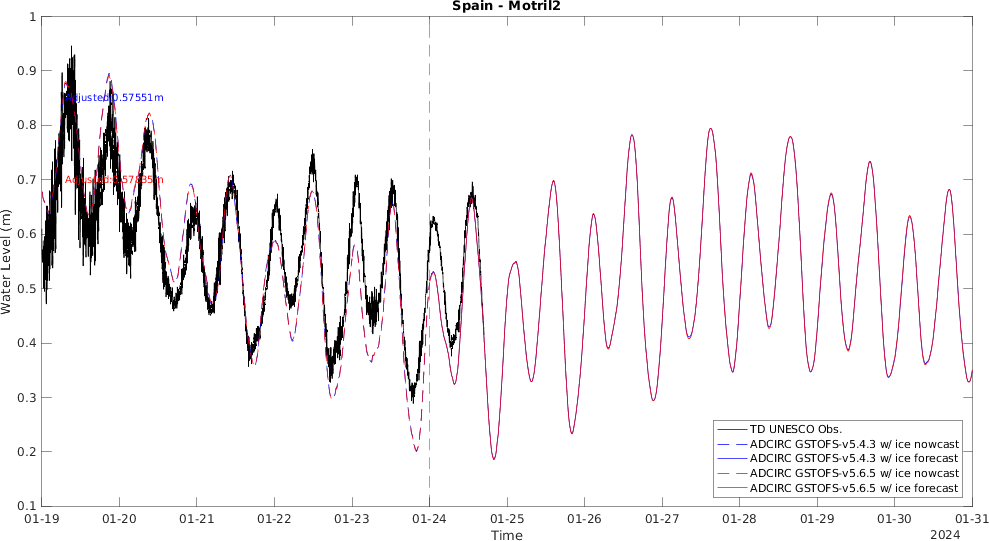 Spain - Motril2
Water Level (m)
1
0.9
0.8
0.7
0.6
0.5
0.4
0.3
0.2
0.1
Adjusted:0.57551m
TD UNESCO Obs.
ADCIRC GSTOFS-v5.4.3 w/ ice nowcast
ADCIRC GSTOFS-v5.4.3 w/ ice forecast
ADCIRC GSTOFS-v5.6.5 w/ ice nowcast
ADCIRC GSTOFS-v5.6.5 w/ ice forecast
01-19 01-20 01-21 01-22 01-23 01-24 01-25 01-26 01-27 01-28 01-29 01-30 01-31
Time
2024